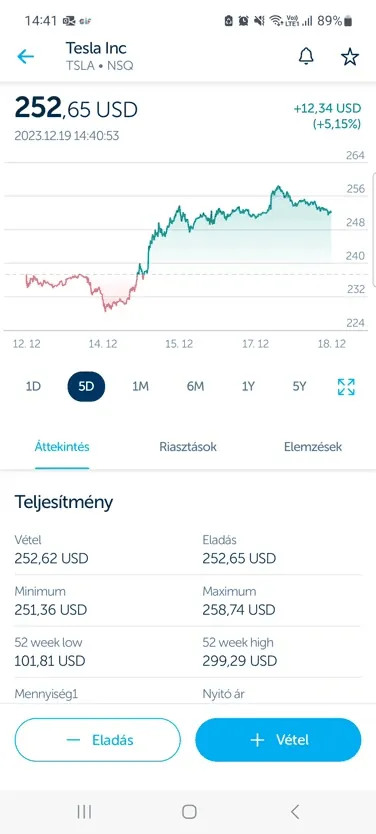 14:41 GIF Vo) LTE1 89%
Tesla Inc
TSLA • NSQ
252,65 USD
+12,34 USD
2023.12.19 14:40:53
(+5,15%)
264
256
248
240
232
224
12. 12 14. 12 15. 12 17. 12 18. 12
1D 5D 1M 6M 1Y 5Y
Áttekintés Riasztások Elemzések
Teljesítmény
Vétel Eladás
252,62 USD 252,65 USD
Minimum Maximum
251,36 USD 258,74 USD
52 week low 52 week high
101,81 USD 299,29 USD
Mennyiség1 Nyitó ár
— Eladás + Vétel